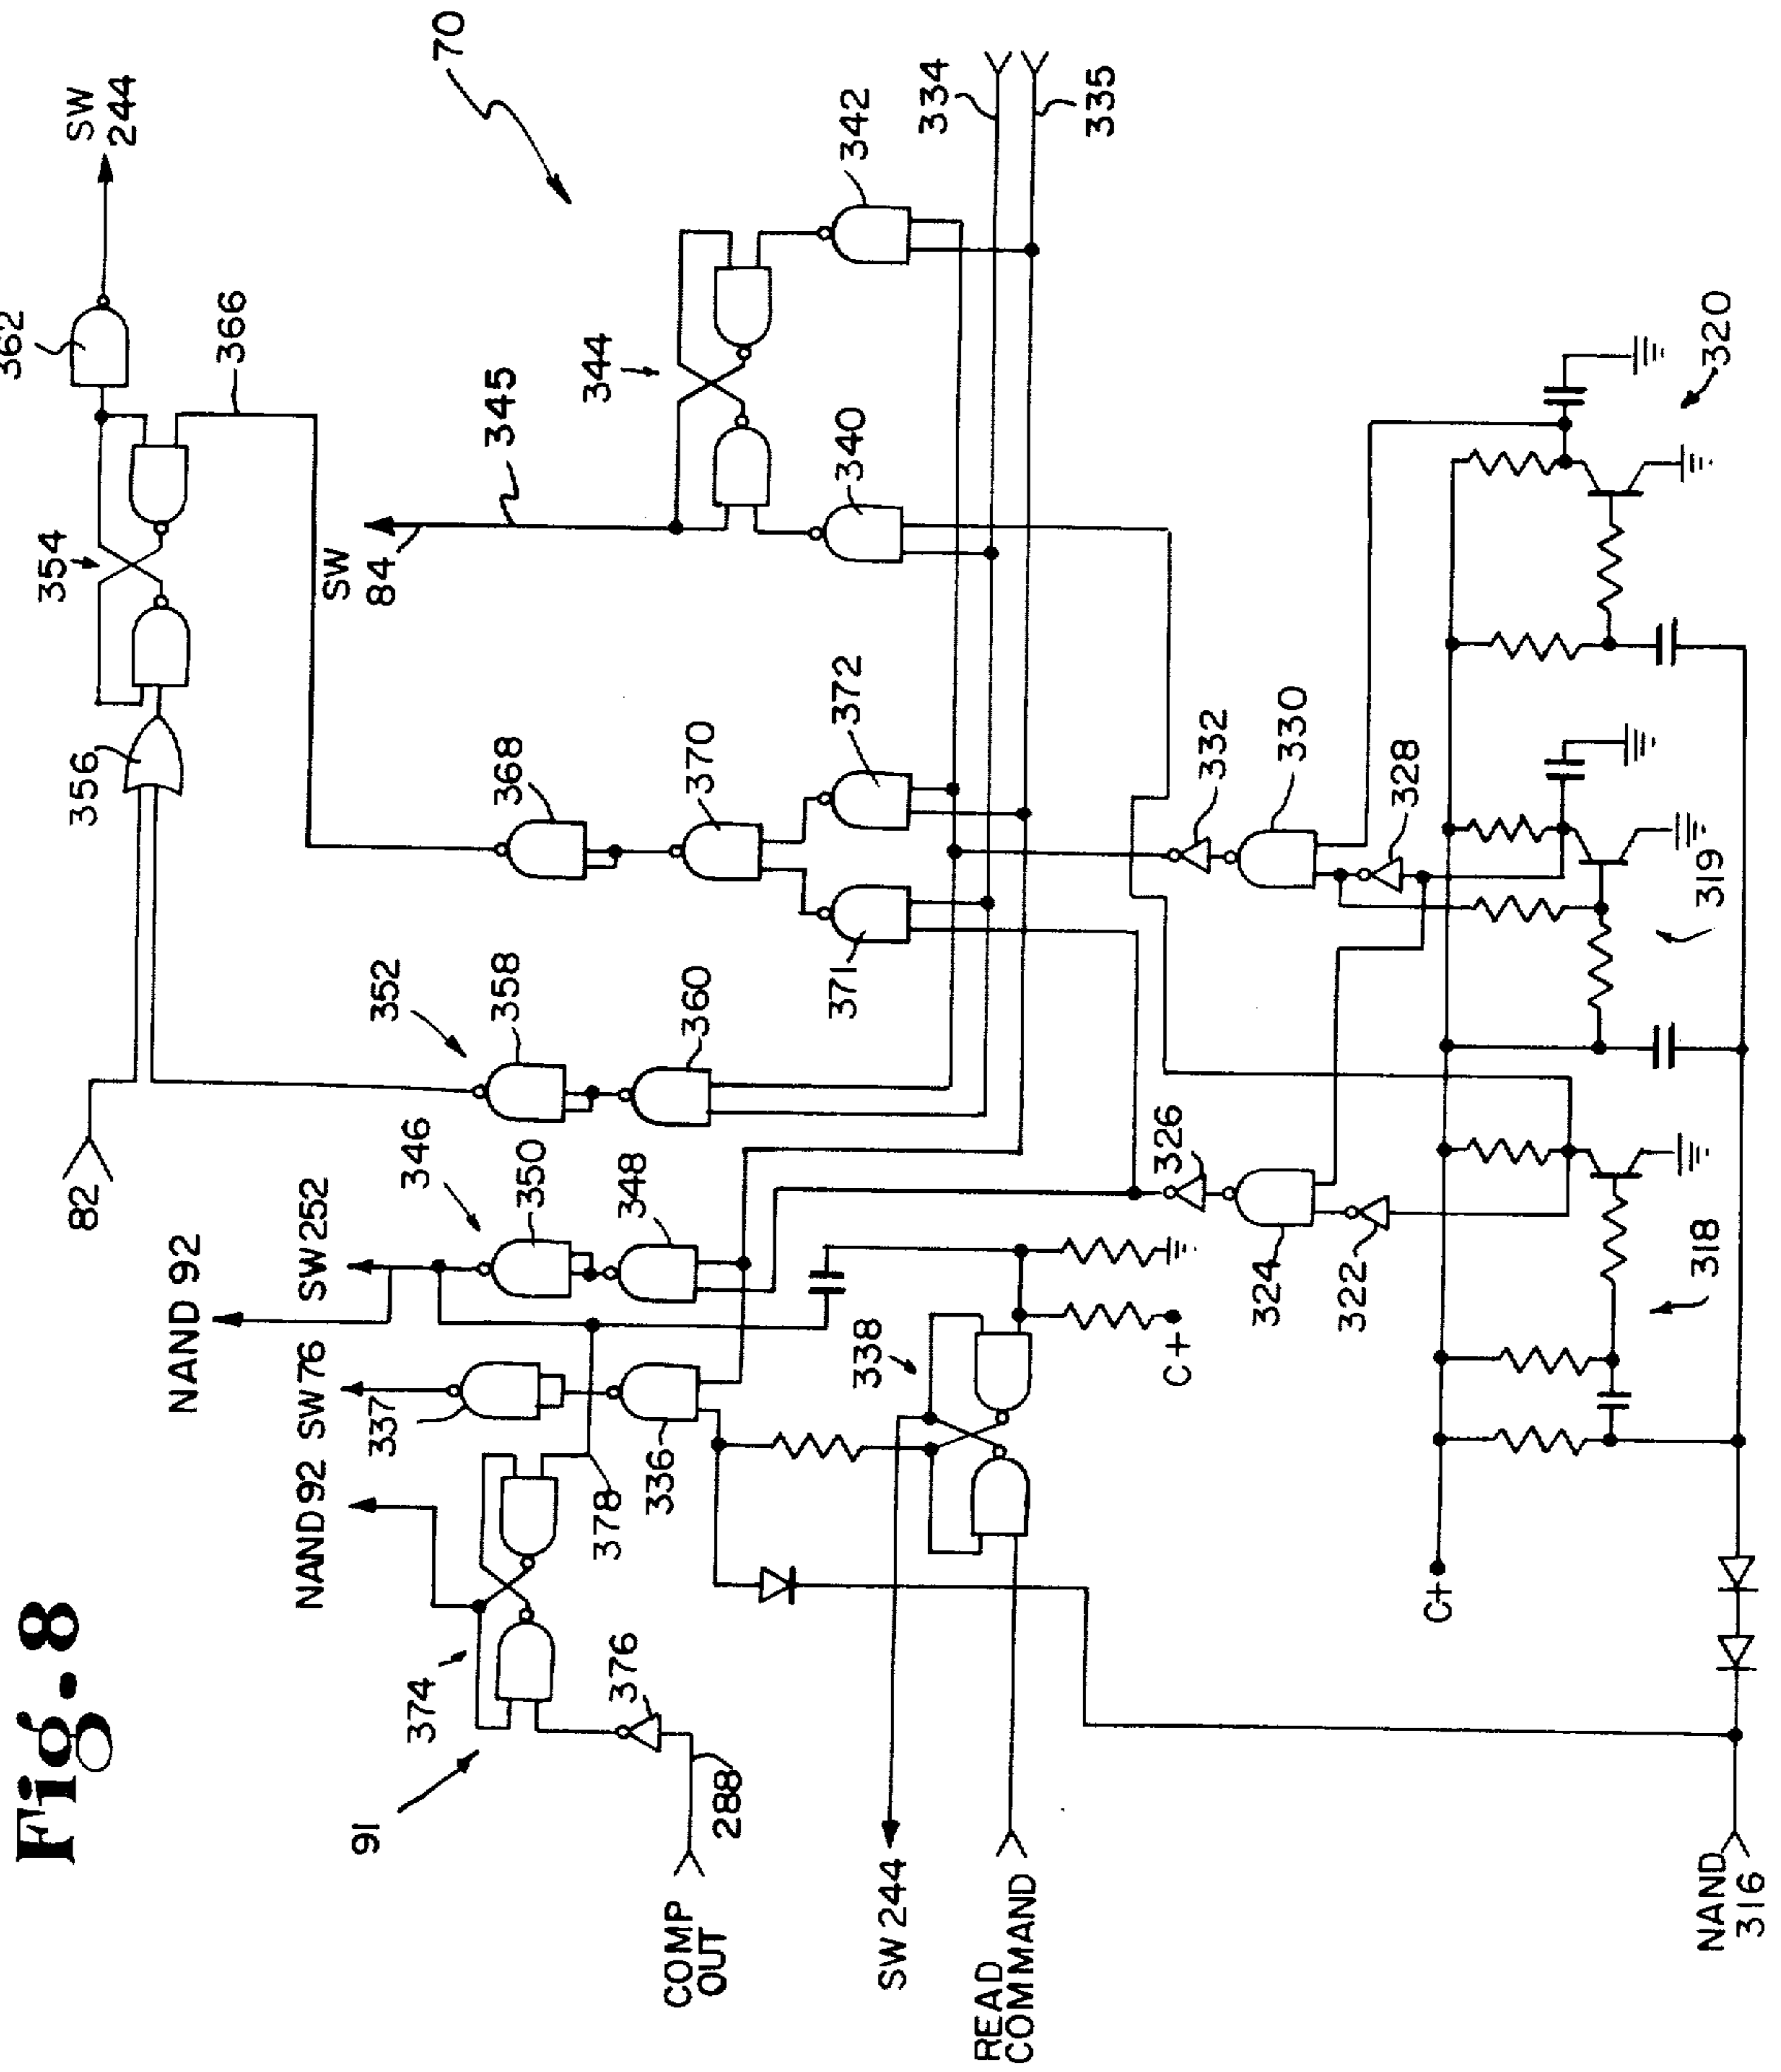 Fig-8
SW
244
362
366
354
356
82
70
SW
84
345
344
342
340
334
335
352
358
360
368
370
372
371
NAND 92
SW 252
346
350
348
NAND 92
SW 76
337
336
378
374
376
91
288
COMP
OUT
338
SW 244
READ
COMMAND
C+
326
324
322
332
330
328
318
319
320
C+
NAND
316